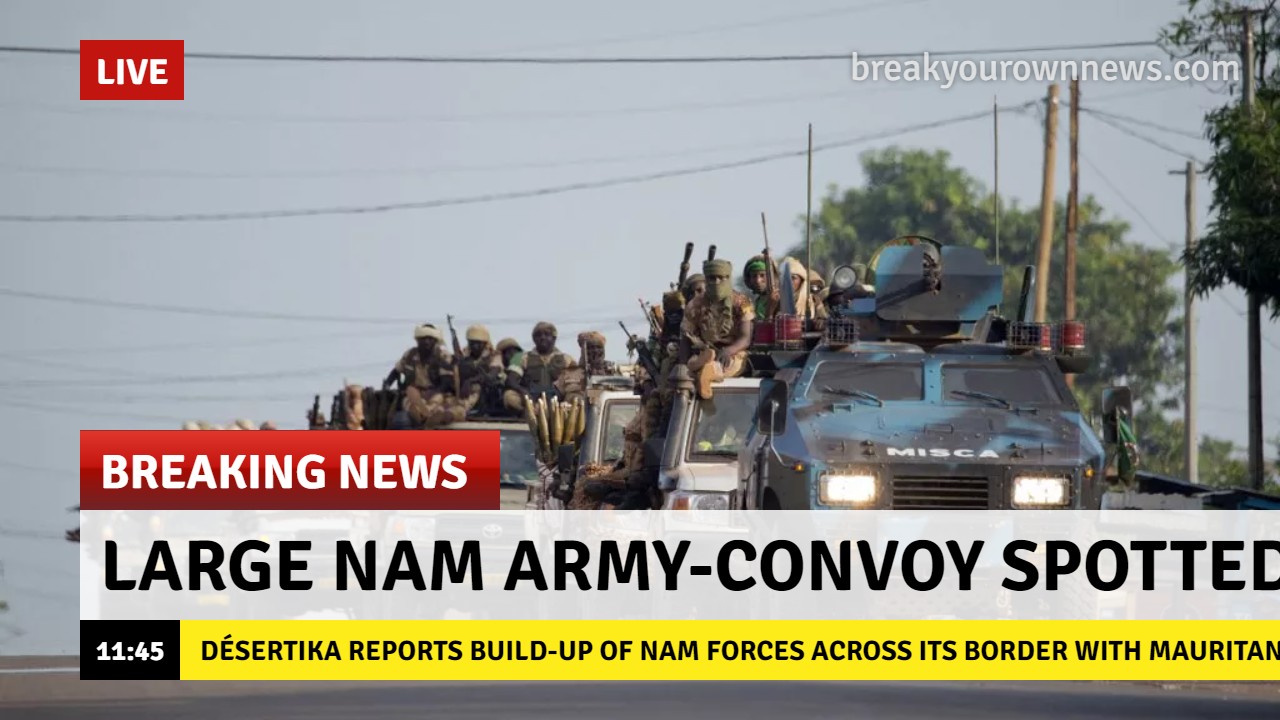 LIVE
breakyourownnews.com
MISCA
BREAKING NEWS
LARGE NAM ARMY-CONVOY SPOTTED
11:45
DÉSERTIKA REPORTS BUILD-UP OF NAM FORCES ACROSS ITS BORDER WITH MAURITAN